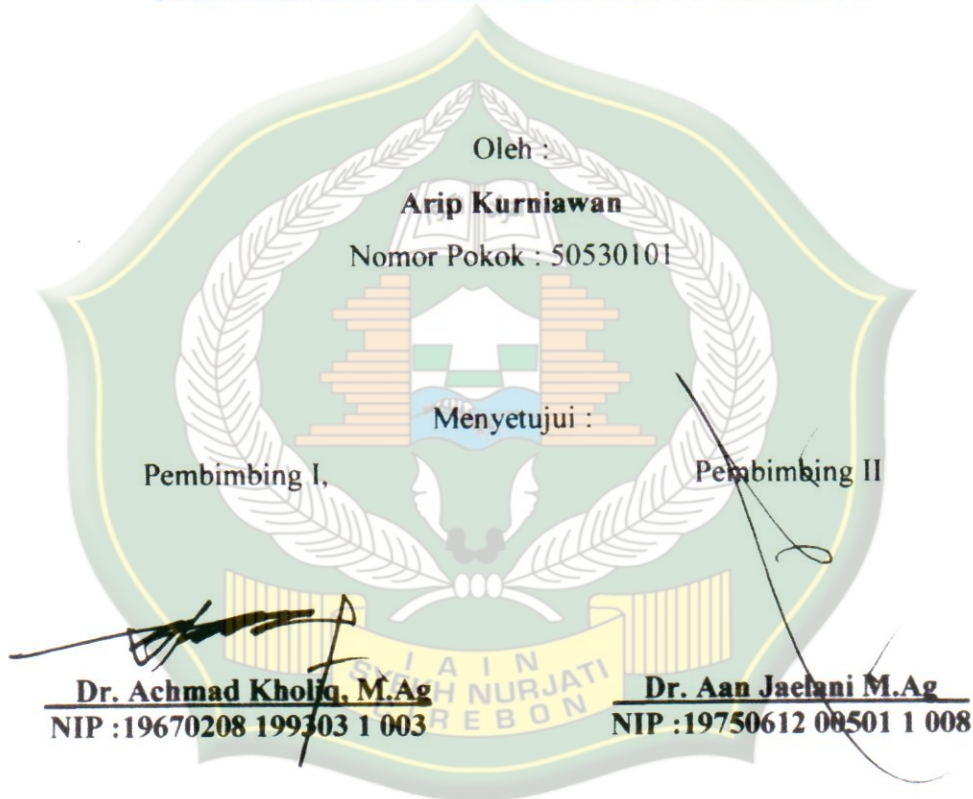 Oleh :
Arip Kurniawan
Nomor Pokok : 50530101
Menyetujui :
Pembimbing I,
Pembimbing II
Dr. Achmad Kholiq, M.Ag
NIP :19670208 199303 1 003
Dr. Aan Jaelani M.Ag
NIP :19750612 00501 1 008
IAIN
SYEKH NURJATI
CIREBON